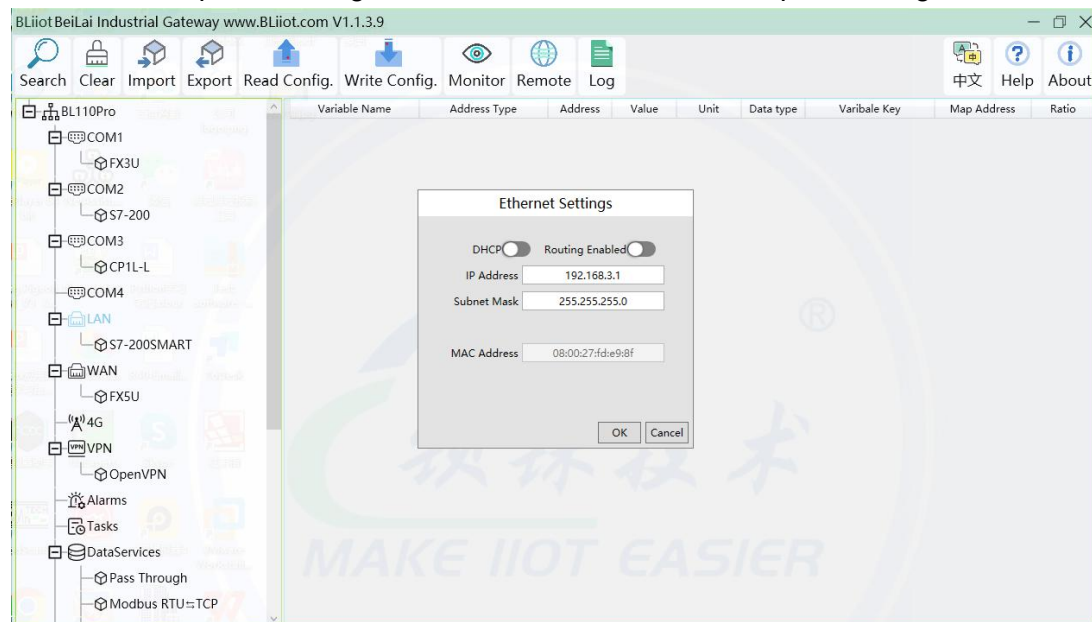 BLiiot BeiLai Industrial Gateway www.BLiiot.com V1.1.3.9
Search Clear Import Export Read Config. Write Config. Monitor Remote Log 中文 Help About
Variable Name Address Type Address Value Unit Data type Varibale Key Map Address Ratio
BL110Pro
COM1
FX3U
COM2
S7-200
COM3
CP1L-L
COM4
LAN
S7-200SMART
WAN
FX5U
4G
VPN
OpenVPN
Alarms
Tasks
DataServices
Pass Through
Modbus RTU⇆TCP
Ethernet Settings
DHCP Routing Enabled
IP Address 192.168.3.1
Subnet Mask 255.255.255.0
MAC Address 08:00:27:fd:e9:8f
OK Cancel
®
技术
MAKE IIOT EASIER